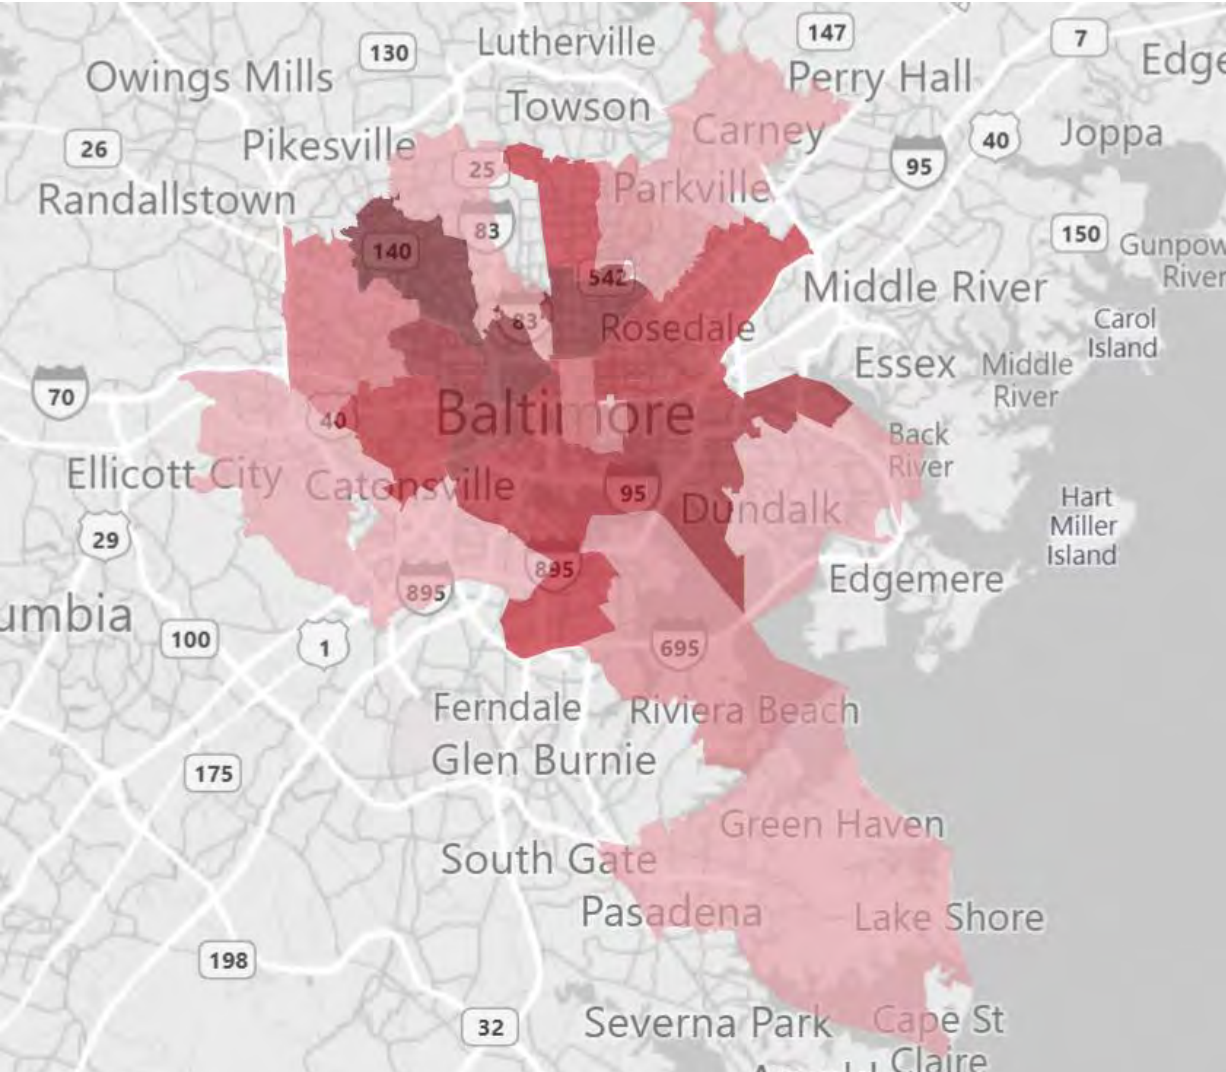 147
7
130
Lutherville
Edge
Owings Mills
Perry Hall
Towson
Carney
40
Joppa
26
Pikesville
95
25
Randallstown
Parkville
83
150
Gunpow
River
140
542
Middle River
83
Rosedale
Carol
Island
Essex
Middle
River
70
40
Baltimore
Back
River
Ellicott City
Catonsville
95
Dundalk
Hart
Miller
Island
29
895
895
Edgemere
umbia
100
1
695
Ferndale
Riviera Beach
Glen Burnie
175
Green Haven
South Gate
Pasadena
Lake Shore
198
32
Severna Park
Cape St
Claire